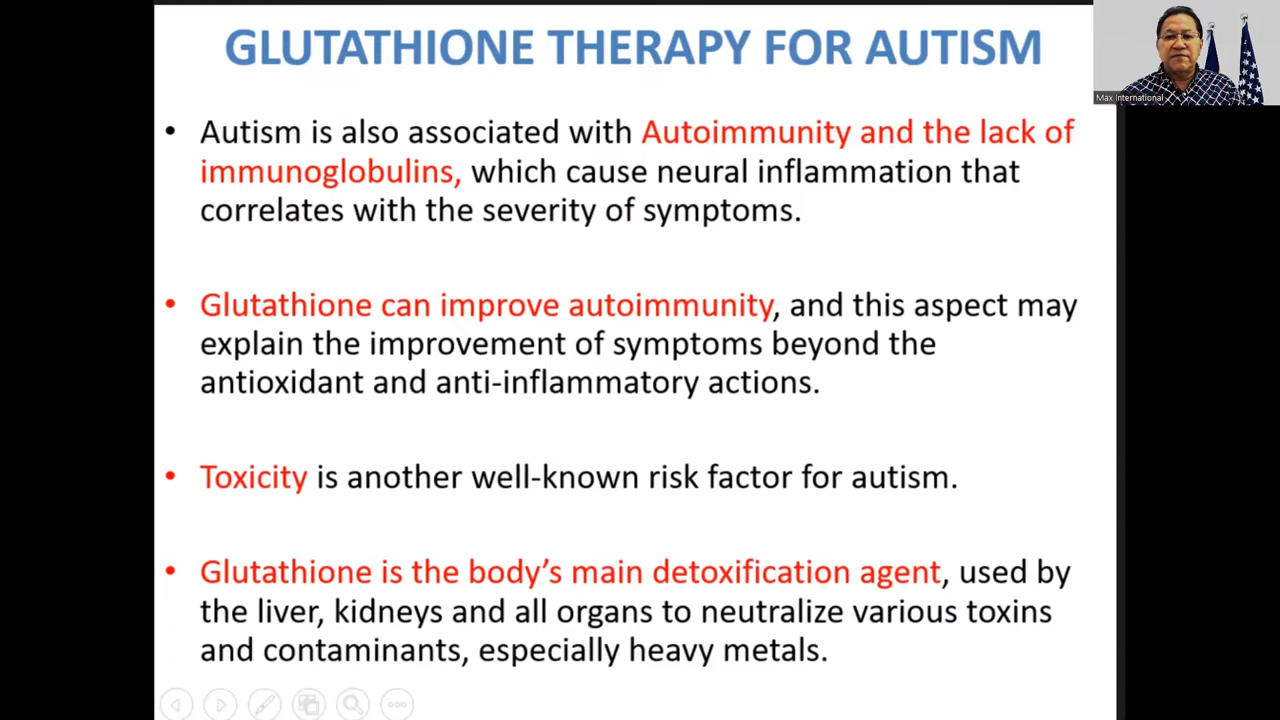 GLUTATHIONE THERAPY FOR AUTISM
Max International
• Autism is also associated with Autoimmunity and the lack of
immunoglobulins, which cause neural inflammation that
correlates with the severity of symptoms.
• Glutathione can improve autoimmunity, and this aspect may
explain the improvement of symptoms beyond the
antioxidant and anti-inflammatory actions.
• Toxicity is another well-known risk factor for autism.
• Glutathione is the body’s main detoxification agent, used by
the liver, kidneys and all organs to neutralize various toxins
and contaminants, especially heavy metals.